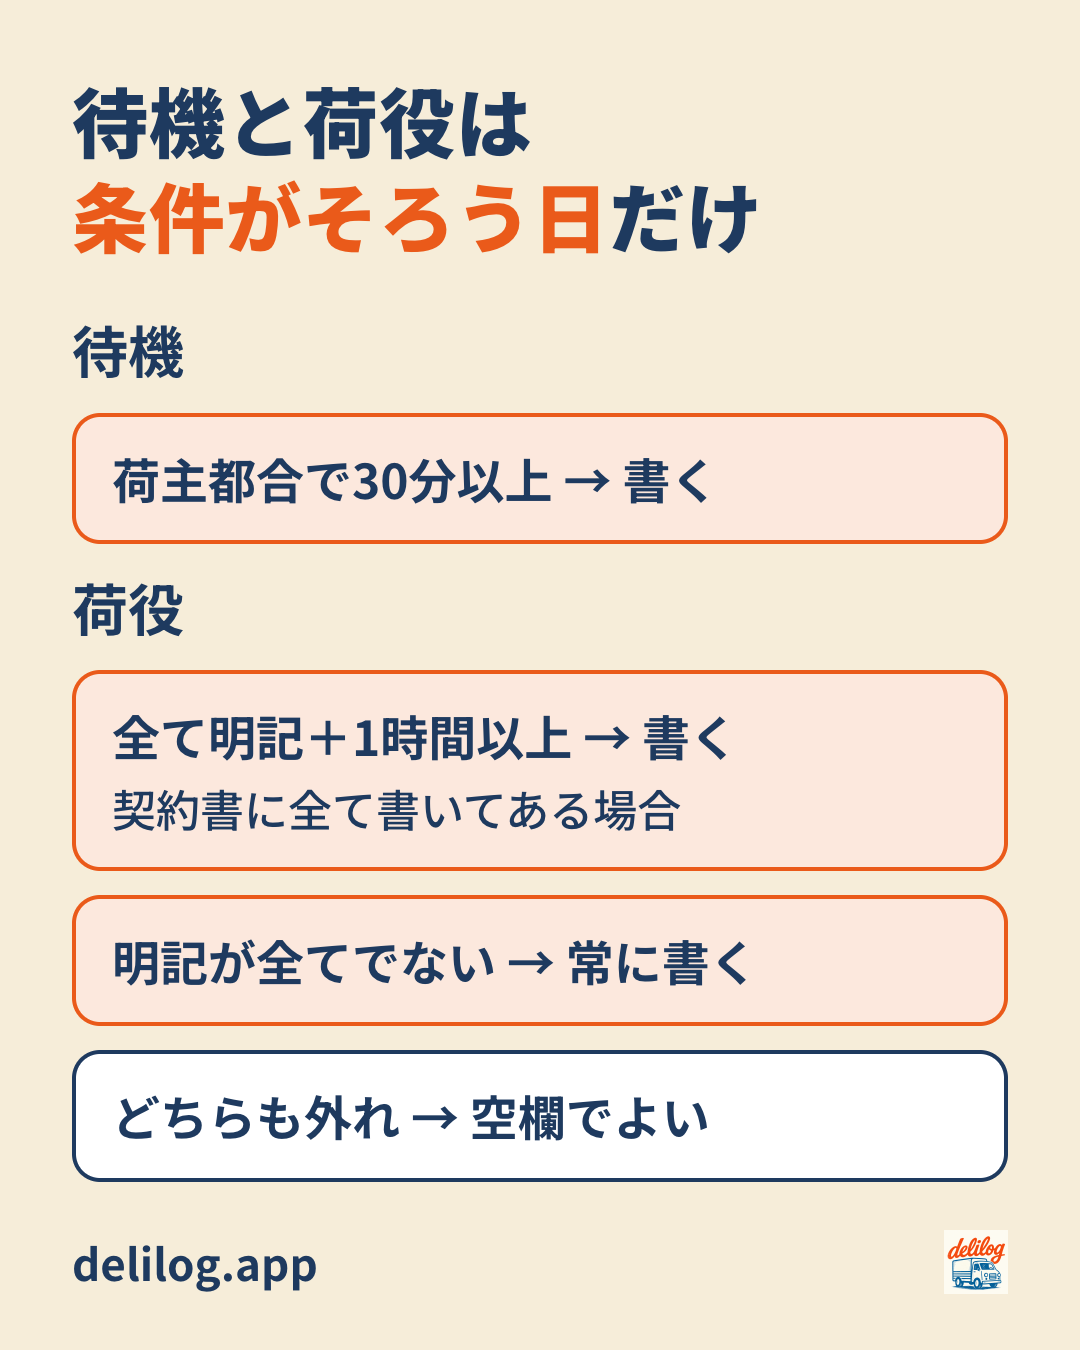 待機と荷役は
条件がそろう日だけ
待機
荷主都合で30分以上 → 書く
荷役
全て明記＋1時間以上 → 書く
契約書に全て書いてある場合
明記が全てでない → 常に書く
どちらも外れ → 空欄でよい
delilog.app
delilog